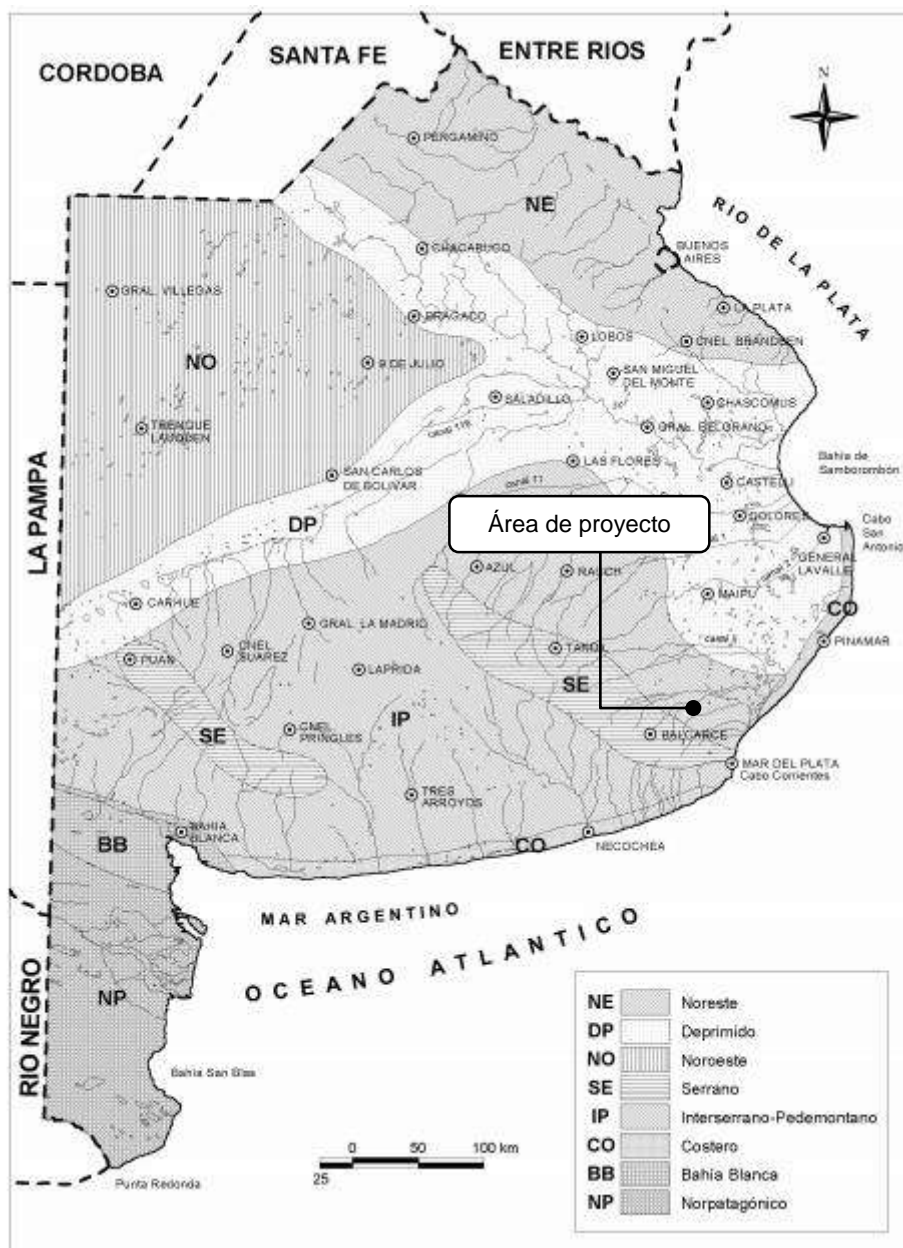 CORDOBA
SANTA FE
ENTRE RIOS
N
PERGAMINO
NE
RIO DE LA PLATA
CHACABUCO
BUENOS
AIRES
GRAL. VILLEGAS
LA PLATA
BRAGADO
LOBOS
CNEL BRANDSEN
NO
9 DE JULIO
SAN MIGUEL
DEL MONTE
SALADILLO
CHASCOMUS
TRENQUE
LAUQUEN
GRAL. BELGRANO
Bahía de
Samborombón
SAN CARLOS
DE BOLIVAR
LAS FLORES
canal 11
CASTELLI
LA PAMPA
DP
Área de proyecto
DOLORES
Cabo
San
Antonio
GENERAL
LAVALLE
AZUL
RAUCH
MAIPU
CARHUE
CO
GRAL. LA MADRID
PINAMAR
PUAN
CNEL
SUAREZ
LAPRIDA
TANDIL
SE
IP
SE
CNEL
PRINGLES
BALCARCE
MAR DEL PLATA
Cabo Corrientes
TRES
ARROYOS
BB
BAHIA
BLANCA
CO
NECOCHEA
MAR ARGENTINO
OCEANO ATLANTICO
RIO NEGRO
NP
Bahía San Blas
Punta Redonda
0 50 100 km
25
NE Noreste
DP Deprimido
NO Noroeste
SE Serrano
IP Interserrano-Pedemontano
CO Costero
BB Bahía Blanca
NP Norpatagónico